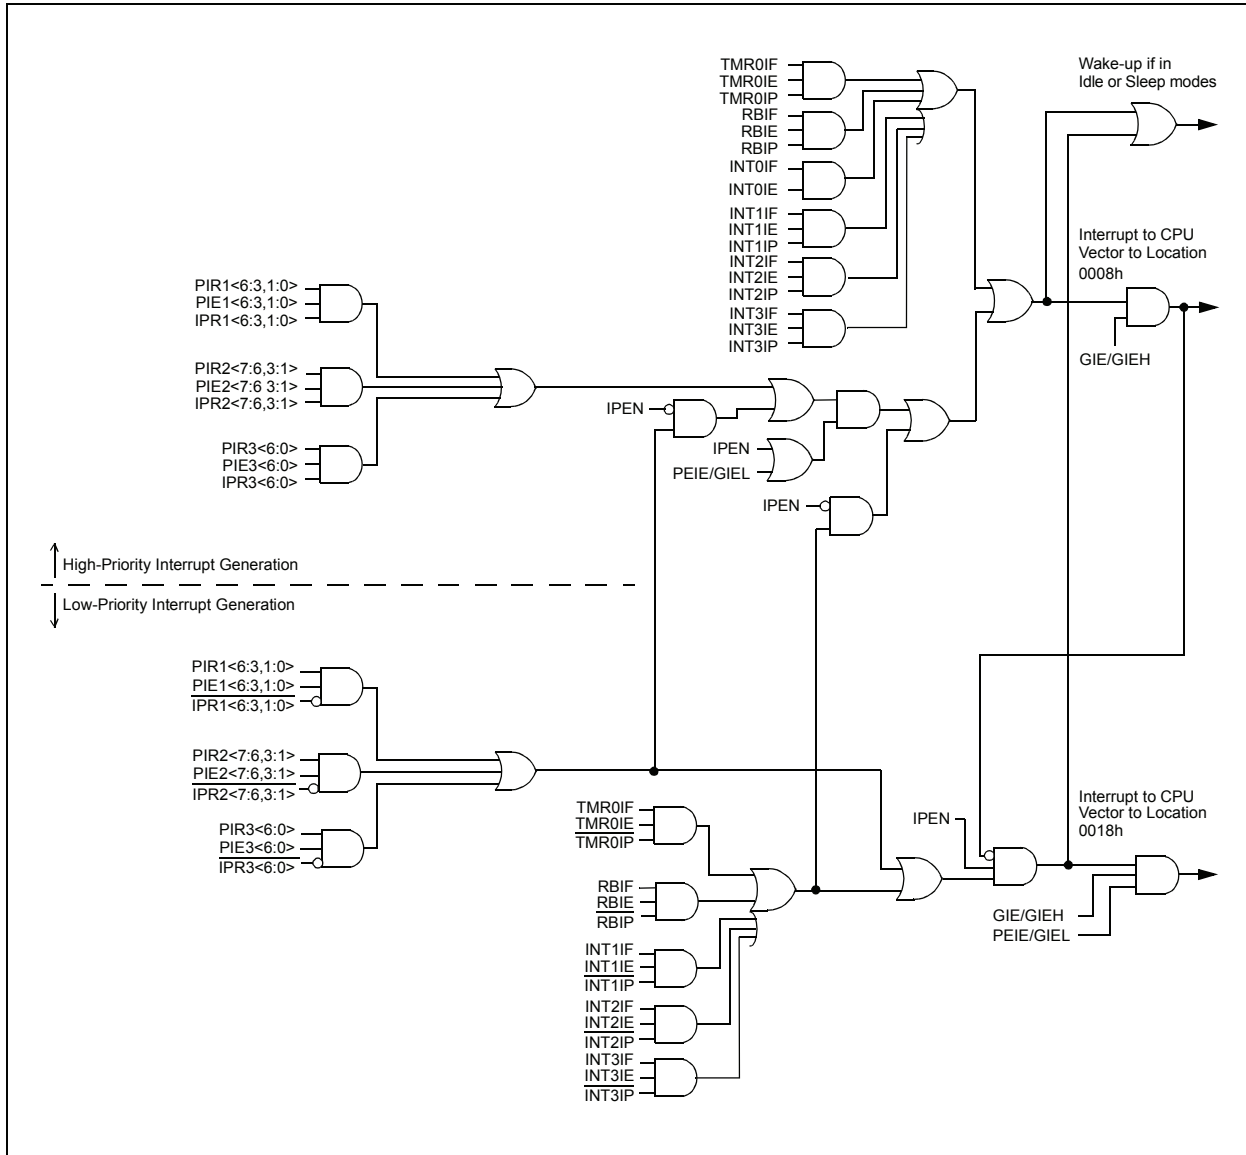 TMR0IF
TMR0IE
TMR0IP
RBIF
RBIE
RBIP
INT0IF
INT0IE
INT1IF
INT1IE
INT1IP
INT2IF
INT2IE
INT2IP
INT3IF
INT3IE
INT3IP
Wake-up if in
Idle or Sleep modes
Interrupt to CPU
Vector to Location
0008h
GIE/GIEH
PIR1<6:3,1:0>
PIE1<6:3,1:0>
IPR1<6:3,1:0>
PIR2<7:6,3:1>
PIE2<7:6 3:1>
IPR2<7:6,3:1>
PIR3<6:0>
PIE3<6:0>
IPR3<6:0>
IPEN
IPEN
PEIE/GIEL
IPEN
High-Priority Interrupt Generation
Low-Priority Interrupt Generation
PIR1<6:3,1:0>
PIE1<6:3,1:0>
IPR1<6:3,1:0>
PIR2<7:6,3:1>
PIE2<7:6,3:1>
IPR2<7:6,3:1>
PIR3<6:0>
PIE3<6:0>
IPR3<6:0>
TMR0IF
TMR0IE
TMR0IP
RBIF
RBIE
RBIP
INT1IF
INT1IE
INT1IP
INT2IF
INT2IE
INT2IP
INT3IF
INT3IE
INT3IP
IPEN
Interrupt to CPU
Vector to Location
0018h
GIE/GIEH
PEIE/GIEL